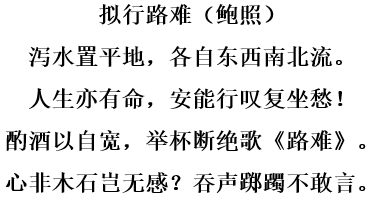 拟行路难（鲍照）
泻水置平地，各自东西南北流。
人生亦有命，安能行叹复坐愁！
酌酒以自宽，举杯断绝歌《路难》。
心非木石岂无感？吞声踯躅不敢言。